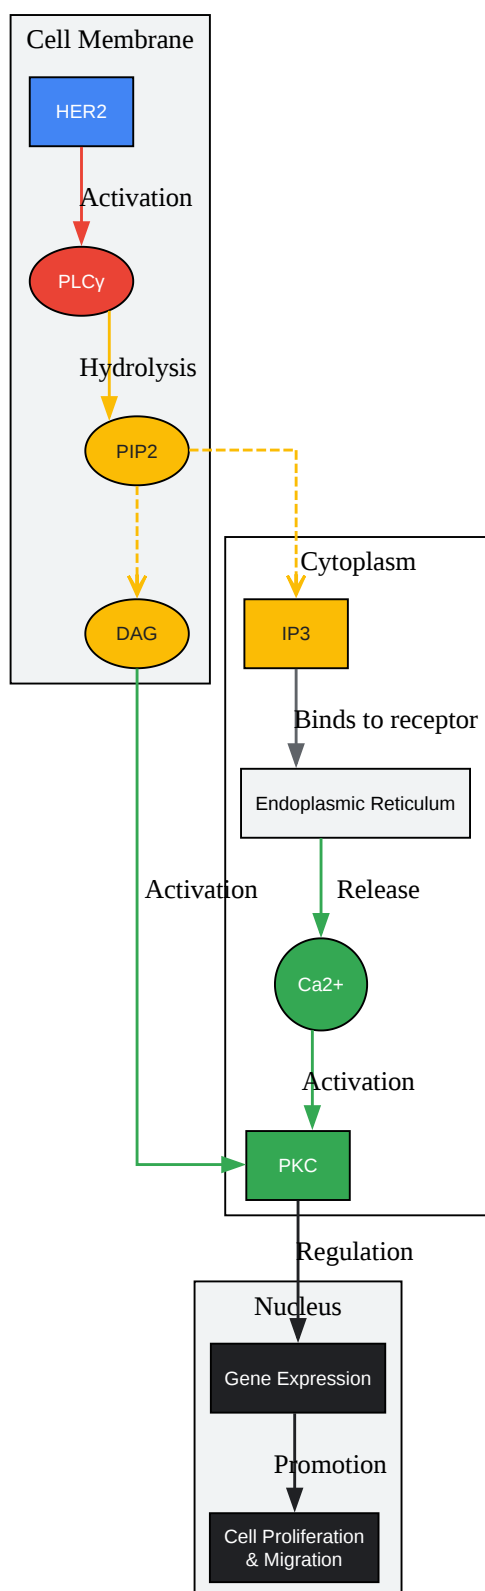 Cell Membrane
HER2
Activation
PLCγ
Hydrolysis
PIP2
DAG
Cytoplasm
IP3
Binds to receptor
Endoplasmic Reticulum
Activation
Release
Ca2+
Activation
PKC
Regulation
Nucleus
Gene Expression
Promotion
Cell Proliferation
& Migration